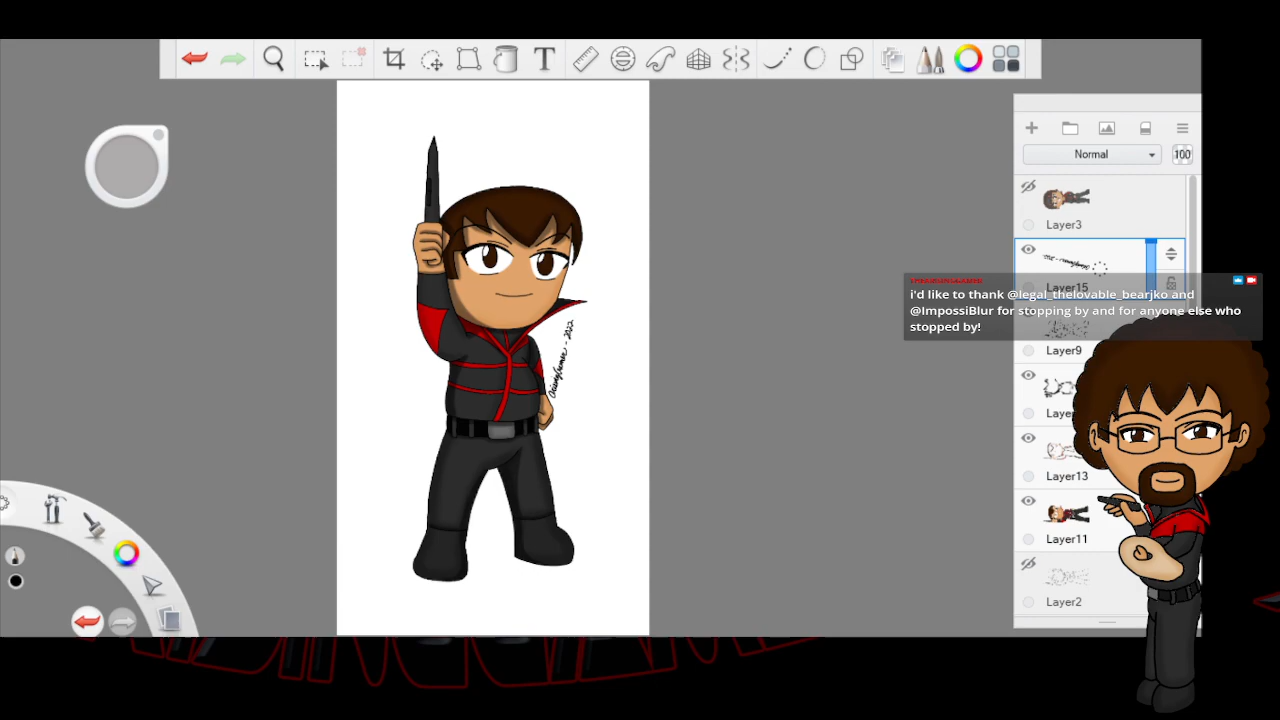 T
Normal
100
Layer3
Layer15
i'd like to thank @legal_thelovable_bearjko and
@ImpossiBlur for stopping by and for anyone else who
stopped by!
Layer9
Layer13
Layer11
Layer2